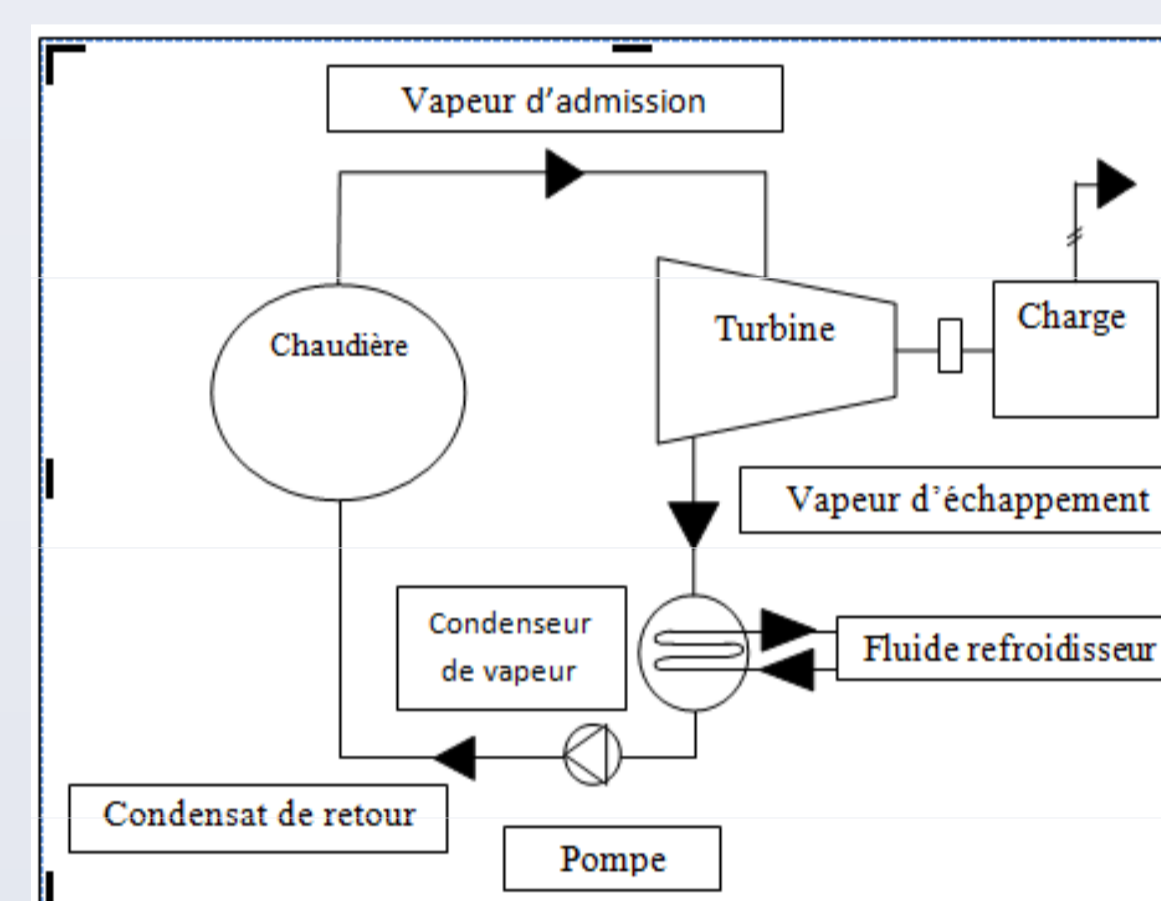 Vapeur d’admission
Chaudière
Turbine
Charge
Vapeur d’échappement
Condenseur
de vapeur
Fluide refroidisseur
Condensat de retour
Pompe